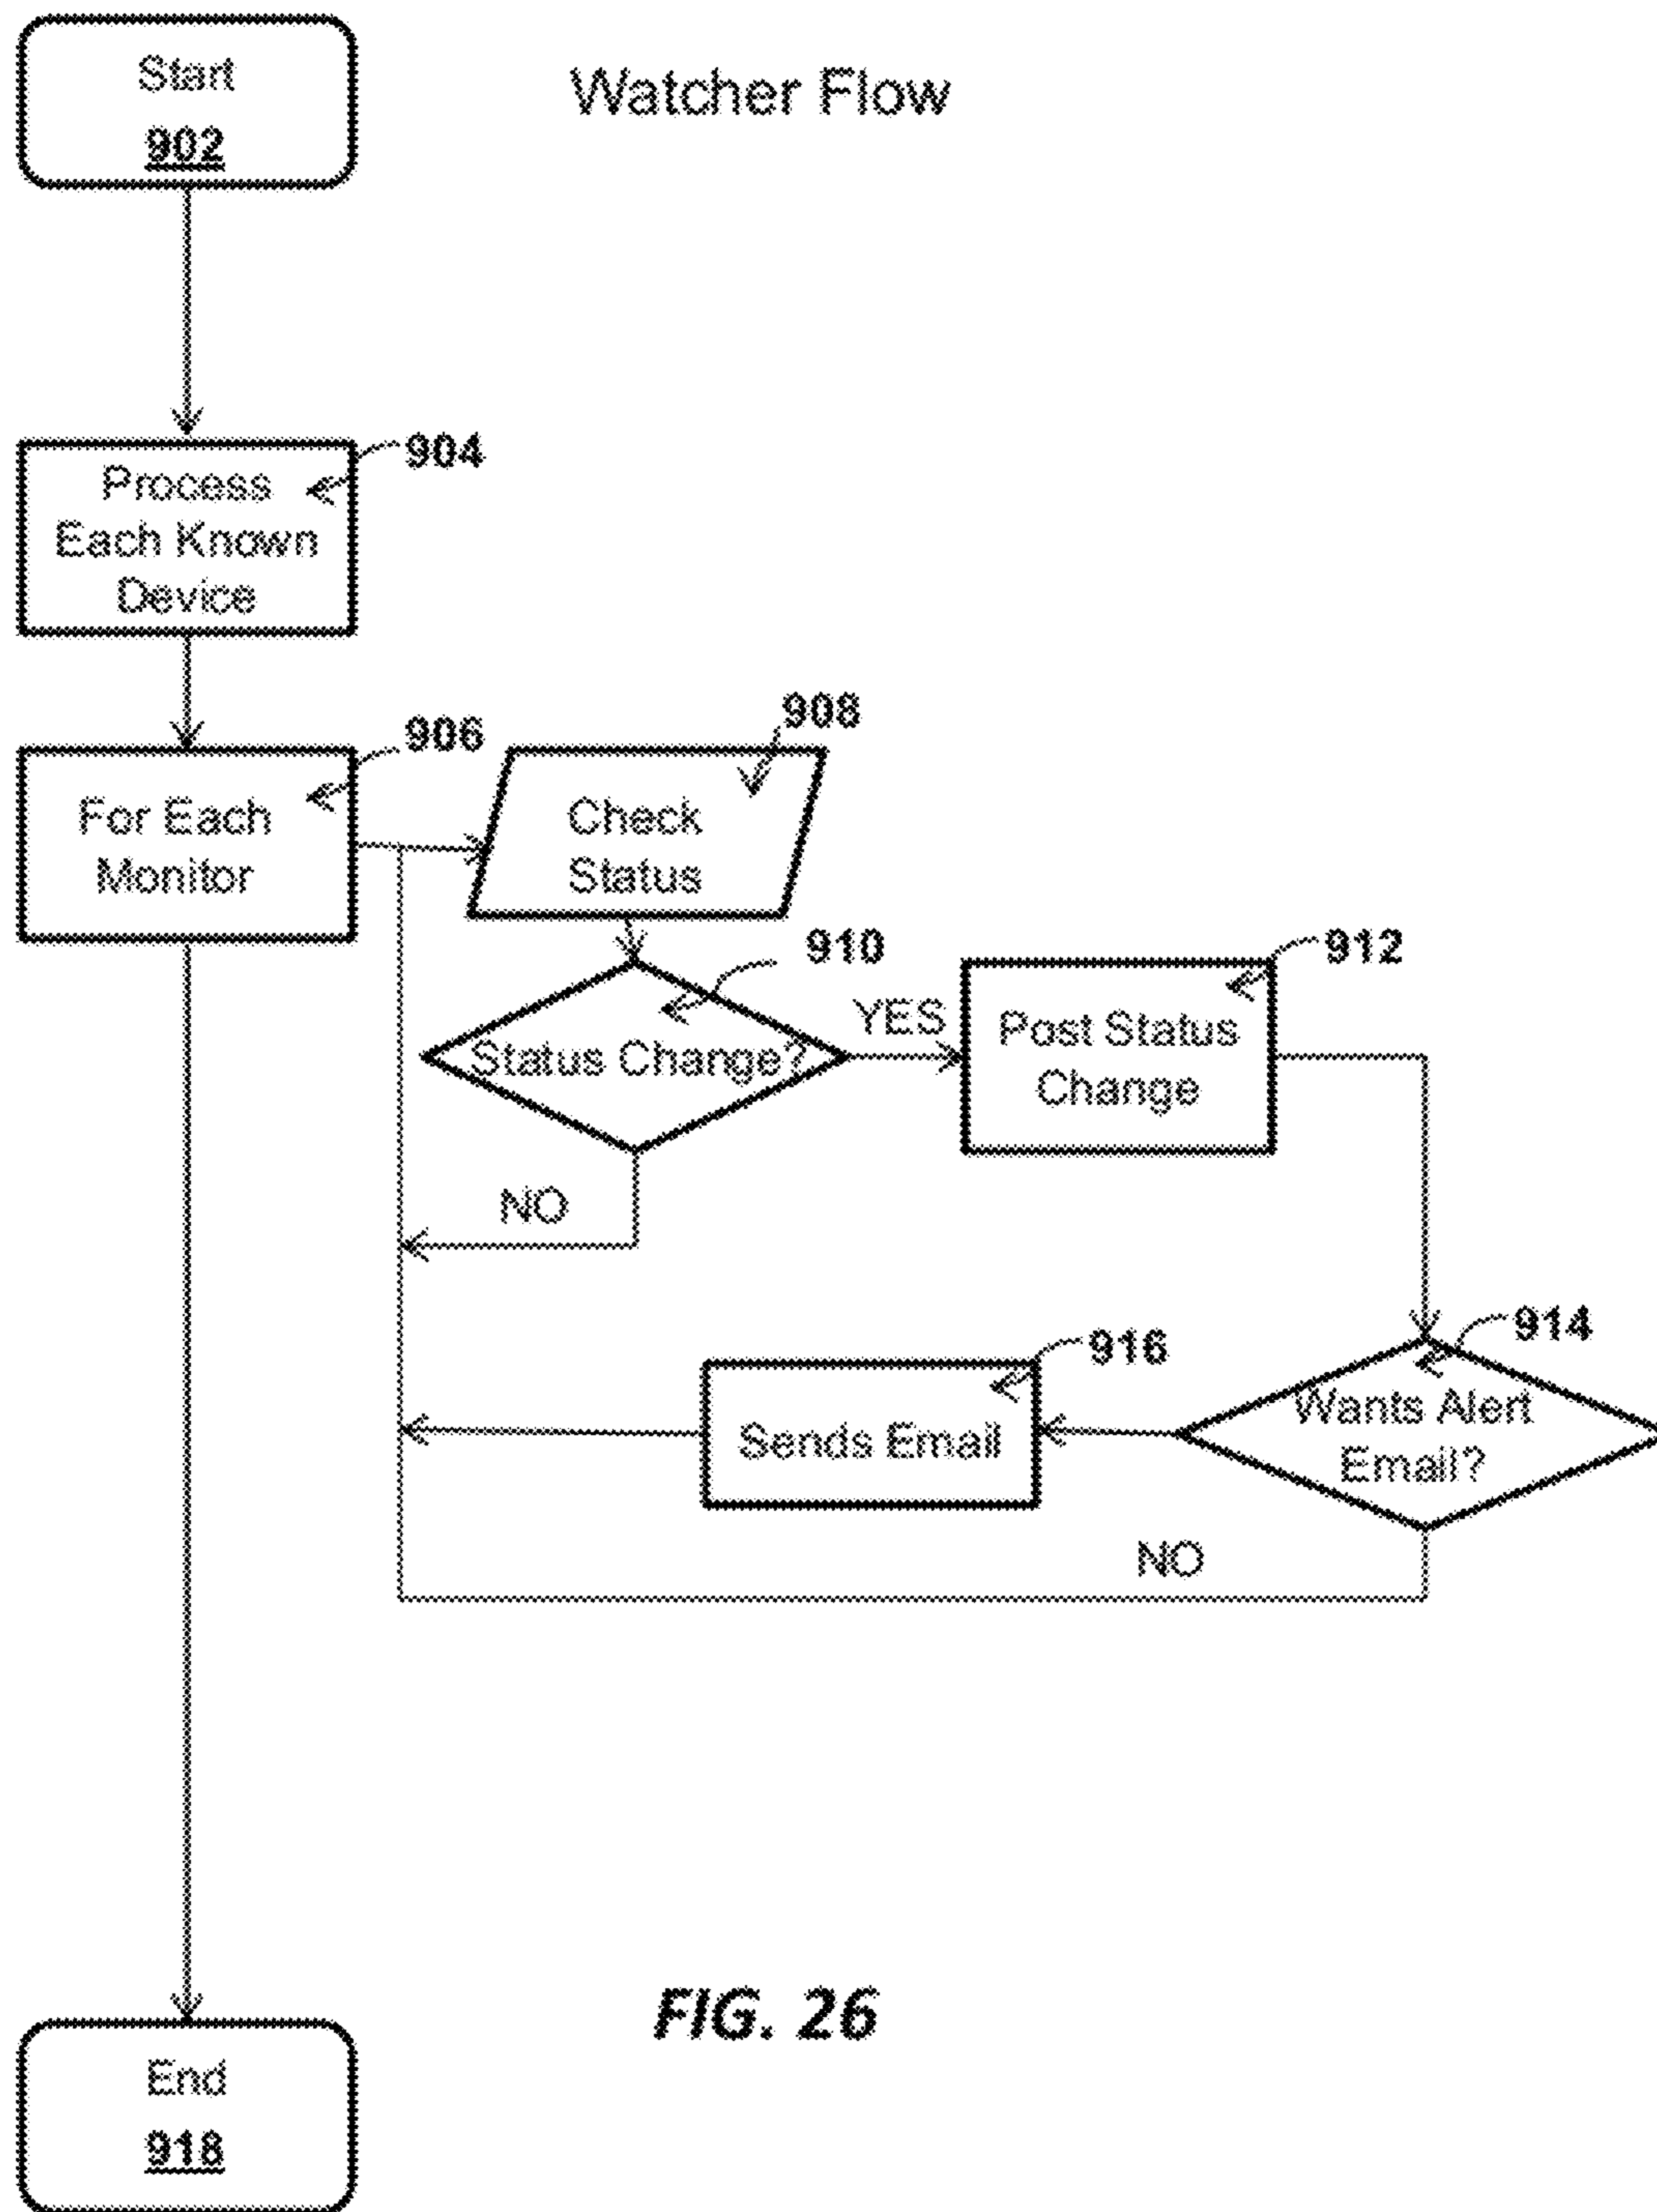 Start
902
Watcher Flow
904
Process
Each Known
Device
906
For Each
Monitor
908
Check
Status
910
Status Change?
YES
912
Post Status
Change
NO
914
Wants Alert
Email?
916
Sends Email
NO
FIG. 26
End
918